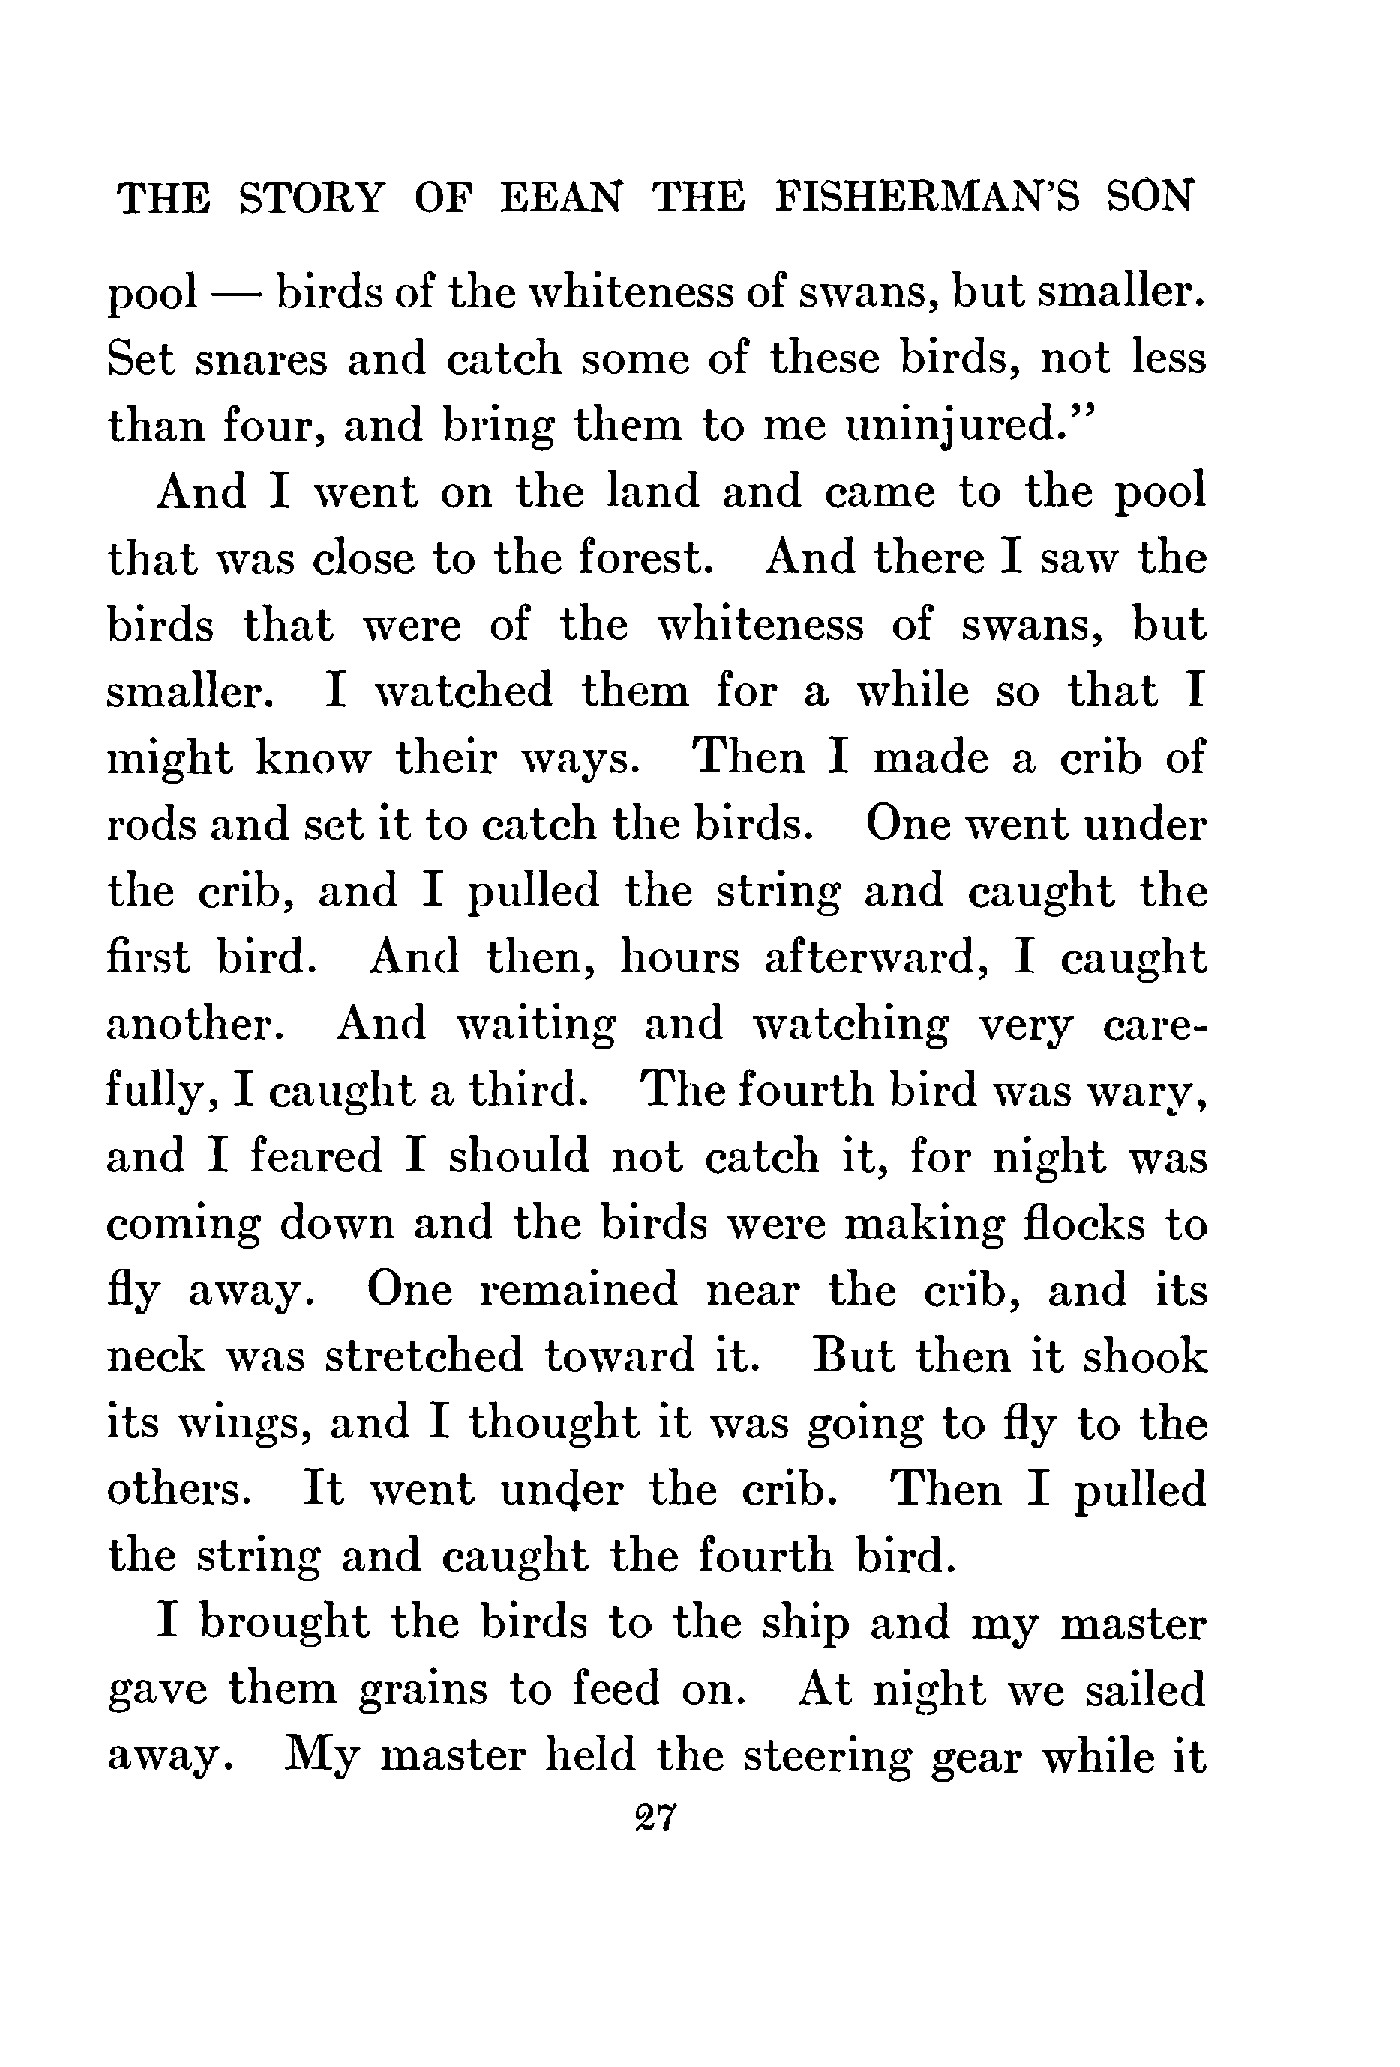 THE STORY OF EEAN THE FISHERMAN'S SON
pool — birds of the whiteness of swans, but smaller.
Set snares and catch some of these birds, not less
than four, and bring them to me uninjured."
And I went on the land and came to the pool
that was close to the forest. And there I saw the
birds that were of the whiteness of swans, but
smaller. I watched them for a while so that I
might know their ways. Then I made a crib of
rods and set it to catch the birds. One went under
the crib, and I pulled the string and caught the
first bird. And then, hours afterward, I caught
another. And waiting and watching very care-
fully, I caught a third. The fourth bird was wary,
and I feared I should not catch it, for night was
coming down and the birds were making flocks to
fly away. One remained near the crib, and its
neck was stretched toward it. But then it shook
its wings, and I thought it was going to fly to the
others. It went under the crib. Then I pulled
the string and caught the fourth bird.
I brought the birds to the ship and my master
gave them grains to feed on. At night we sailed
away. My master held the steering gear while it
27